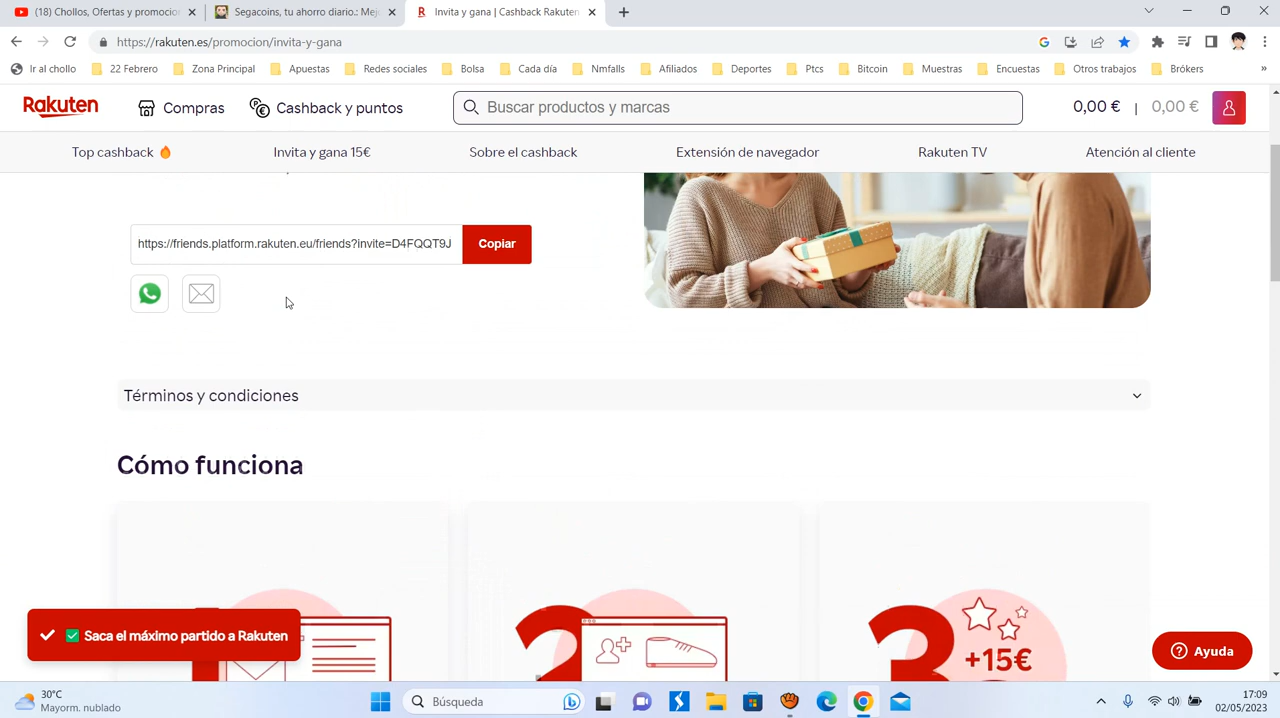 (18) Chollos, Ofertas y promocion
Segacoins, tu ahorro diario.: Mej
R Invita y gana | Cashback Rakuten
https://rakuten.es/promocion/invita-y-gana
Ir al chollo
22 Febrero
Zona Principal
Apuestas
Redes sociales
Bolsa
Cada día
Nmfalls
Afiliados
Deportes
Ptcs
Bitcoin
Muestras
Encuestas
Otros trabajos
Brókers
»
Rakuten
Compras
Cashback y puntos
Buscar productos y marcas
0,00 € | 0,00 €
Top cashback
Invita y gana 15€
Sobre el cashback
Extensión de navegador
Rakuten TV
Atención al cliente
https://friends.platform.rakuten.eu/friends?invite=D4FQQT9J
Copiar
Términos y condiciones
Cómo funciona
2
3
+15€
Saca el máximo partido a Rakuten
Ayuda
30°C
Mayorm. nublado
Búsqueda
17:09
02/05/2023